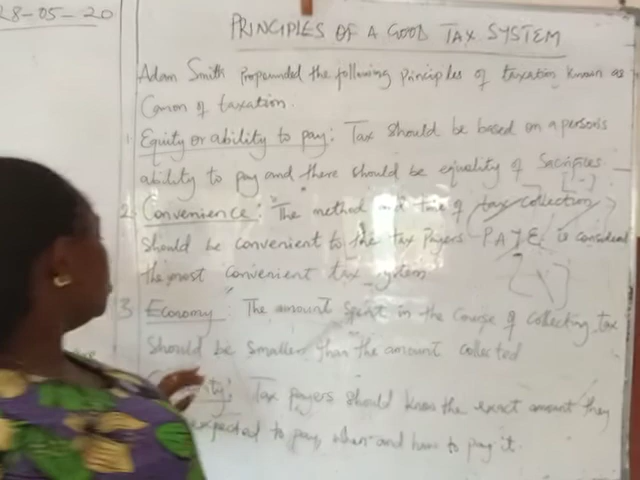 28-05-20
PRINCIPLES OF A GOOD TAX SYSTEM
Adam Smith Propounded the following Principles of taxation known as
Canon of taxation.
1. Equity or ability to pay: Tax should be based on a person's
ability to pay and there should be equality of Sacrifices
2. Convenience: The method and time of tax collection
should be convenient to the tax payers P.A.Y.E. is considered
the most convenient tax system
3. Economy: The amount spent in the course of collecting tax
should be smaller than the amount collected
Tax payers should know the exact amount they
expected to pay, when and how to pay it.